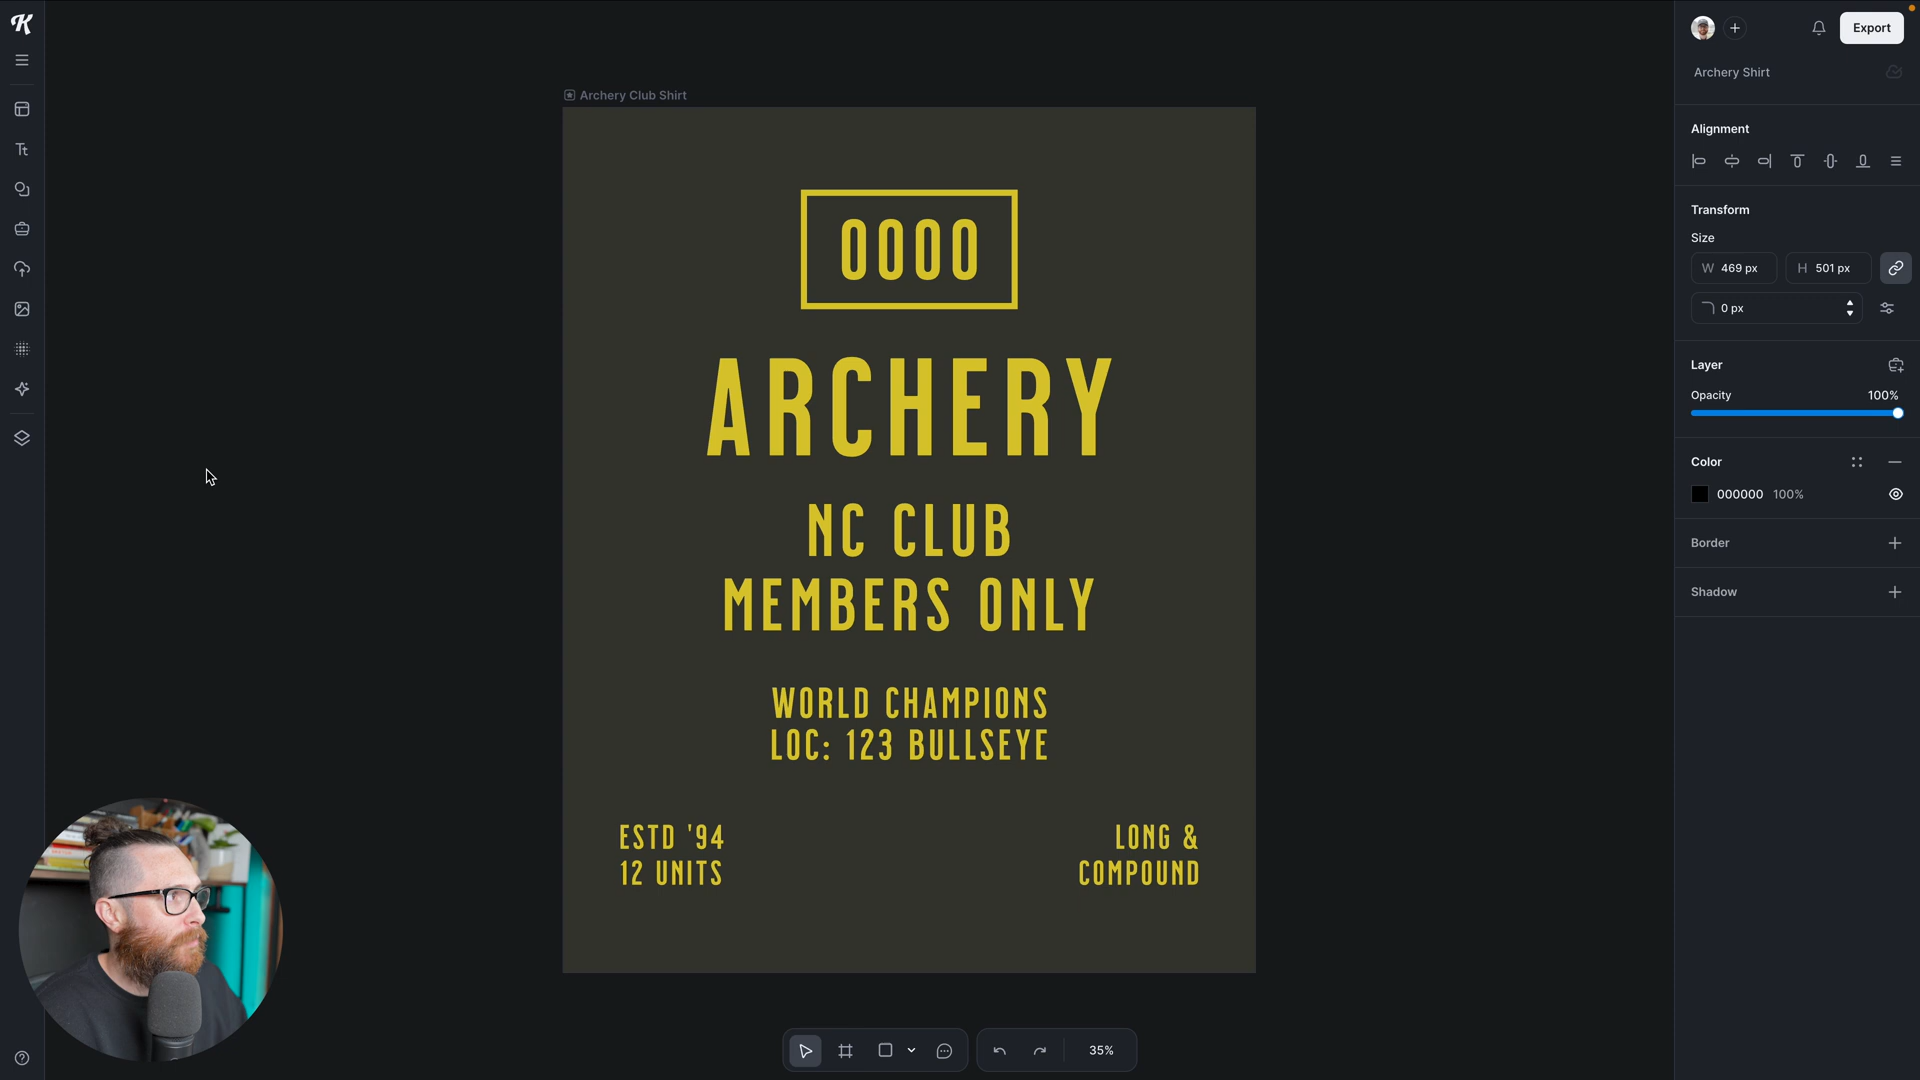 Export
Archery Shirt
Archery Club Shirt
Alignment
Transform
Size
W 469 px
H 501 px
0 px
Layer
Opacity 100%
Color
000000 100%
Border
Shadow
0000
ARCHERY
NC CLUB
MEMBERS ONLY
WORLD CHAMPIONS
LOC: 123 BULLSEYE
ESTD '94
12 UNITS
LONG &
COMPOUND
Tt
35%